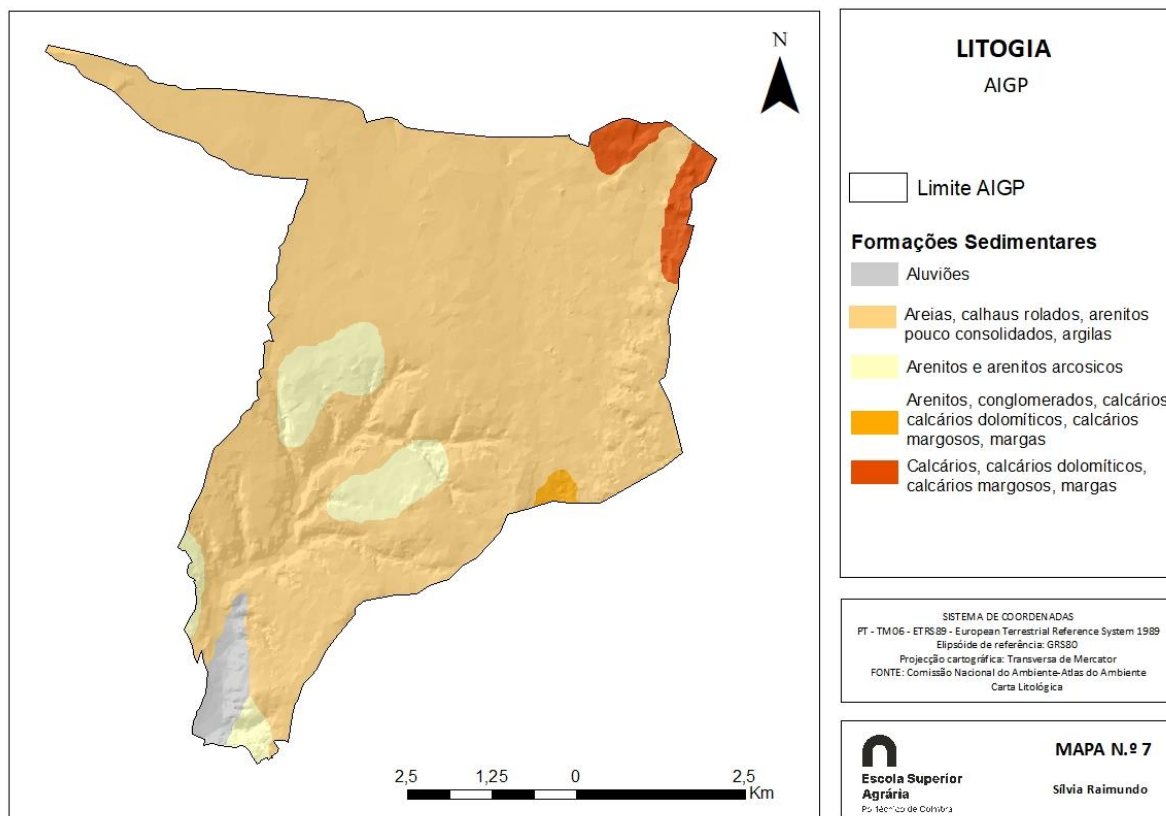 N
2,5 1,25 0 2,5
Km
LITOGIA
AIGP
Limite AIGP
Formações Sedimentares
Aluviões
Areias, calhaus rolados, arenitos
pouco consolidados, argilas
Arenitos e arenitos arcosicos
Arenitos, conglomerados, calcários
calcários dolomíticos, calcários
margosos, margas
Calcários, calcários dolomíticos,
calcários margosos, margas
SISTEMA DE COORDENADAS
PT - TM06 - ETRS89 - European Terrestrial Reference System 1989
Elipsóide de referência: GRS80
Projecção cartográfica: Transversa de Mercator
FONTE: Comissão Nacional do Ambiente-Atlas do Ambiente
Carta Litológica
Escola Superior
Agrária
Politécnico de Coimbra
MAPA N.º 7
Sílvia Raimundo